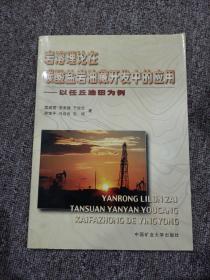 岩溶理论在
碳酸盐岩油藏开发中的应用
——以任丘油田为例
YANRONG LILUN ZAI
TANSUAN YANYAN YOUCANG
KAIFAZHONG DE YINGYONG
中国矿业大学出版社